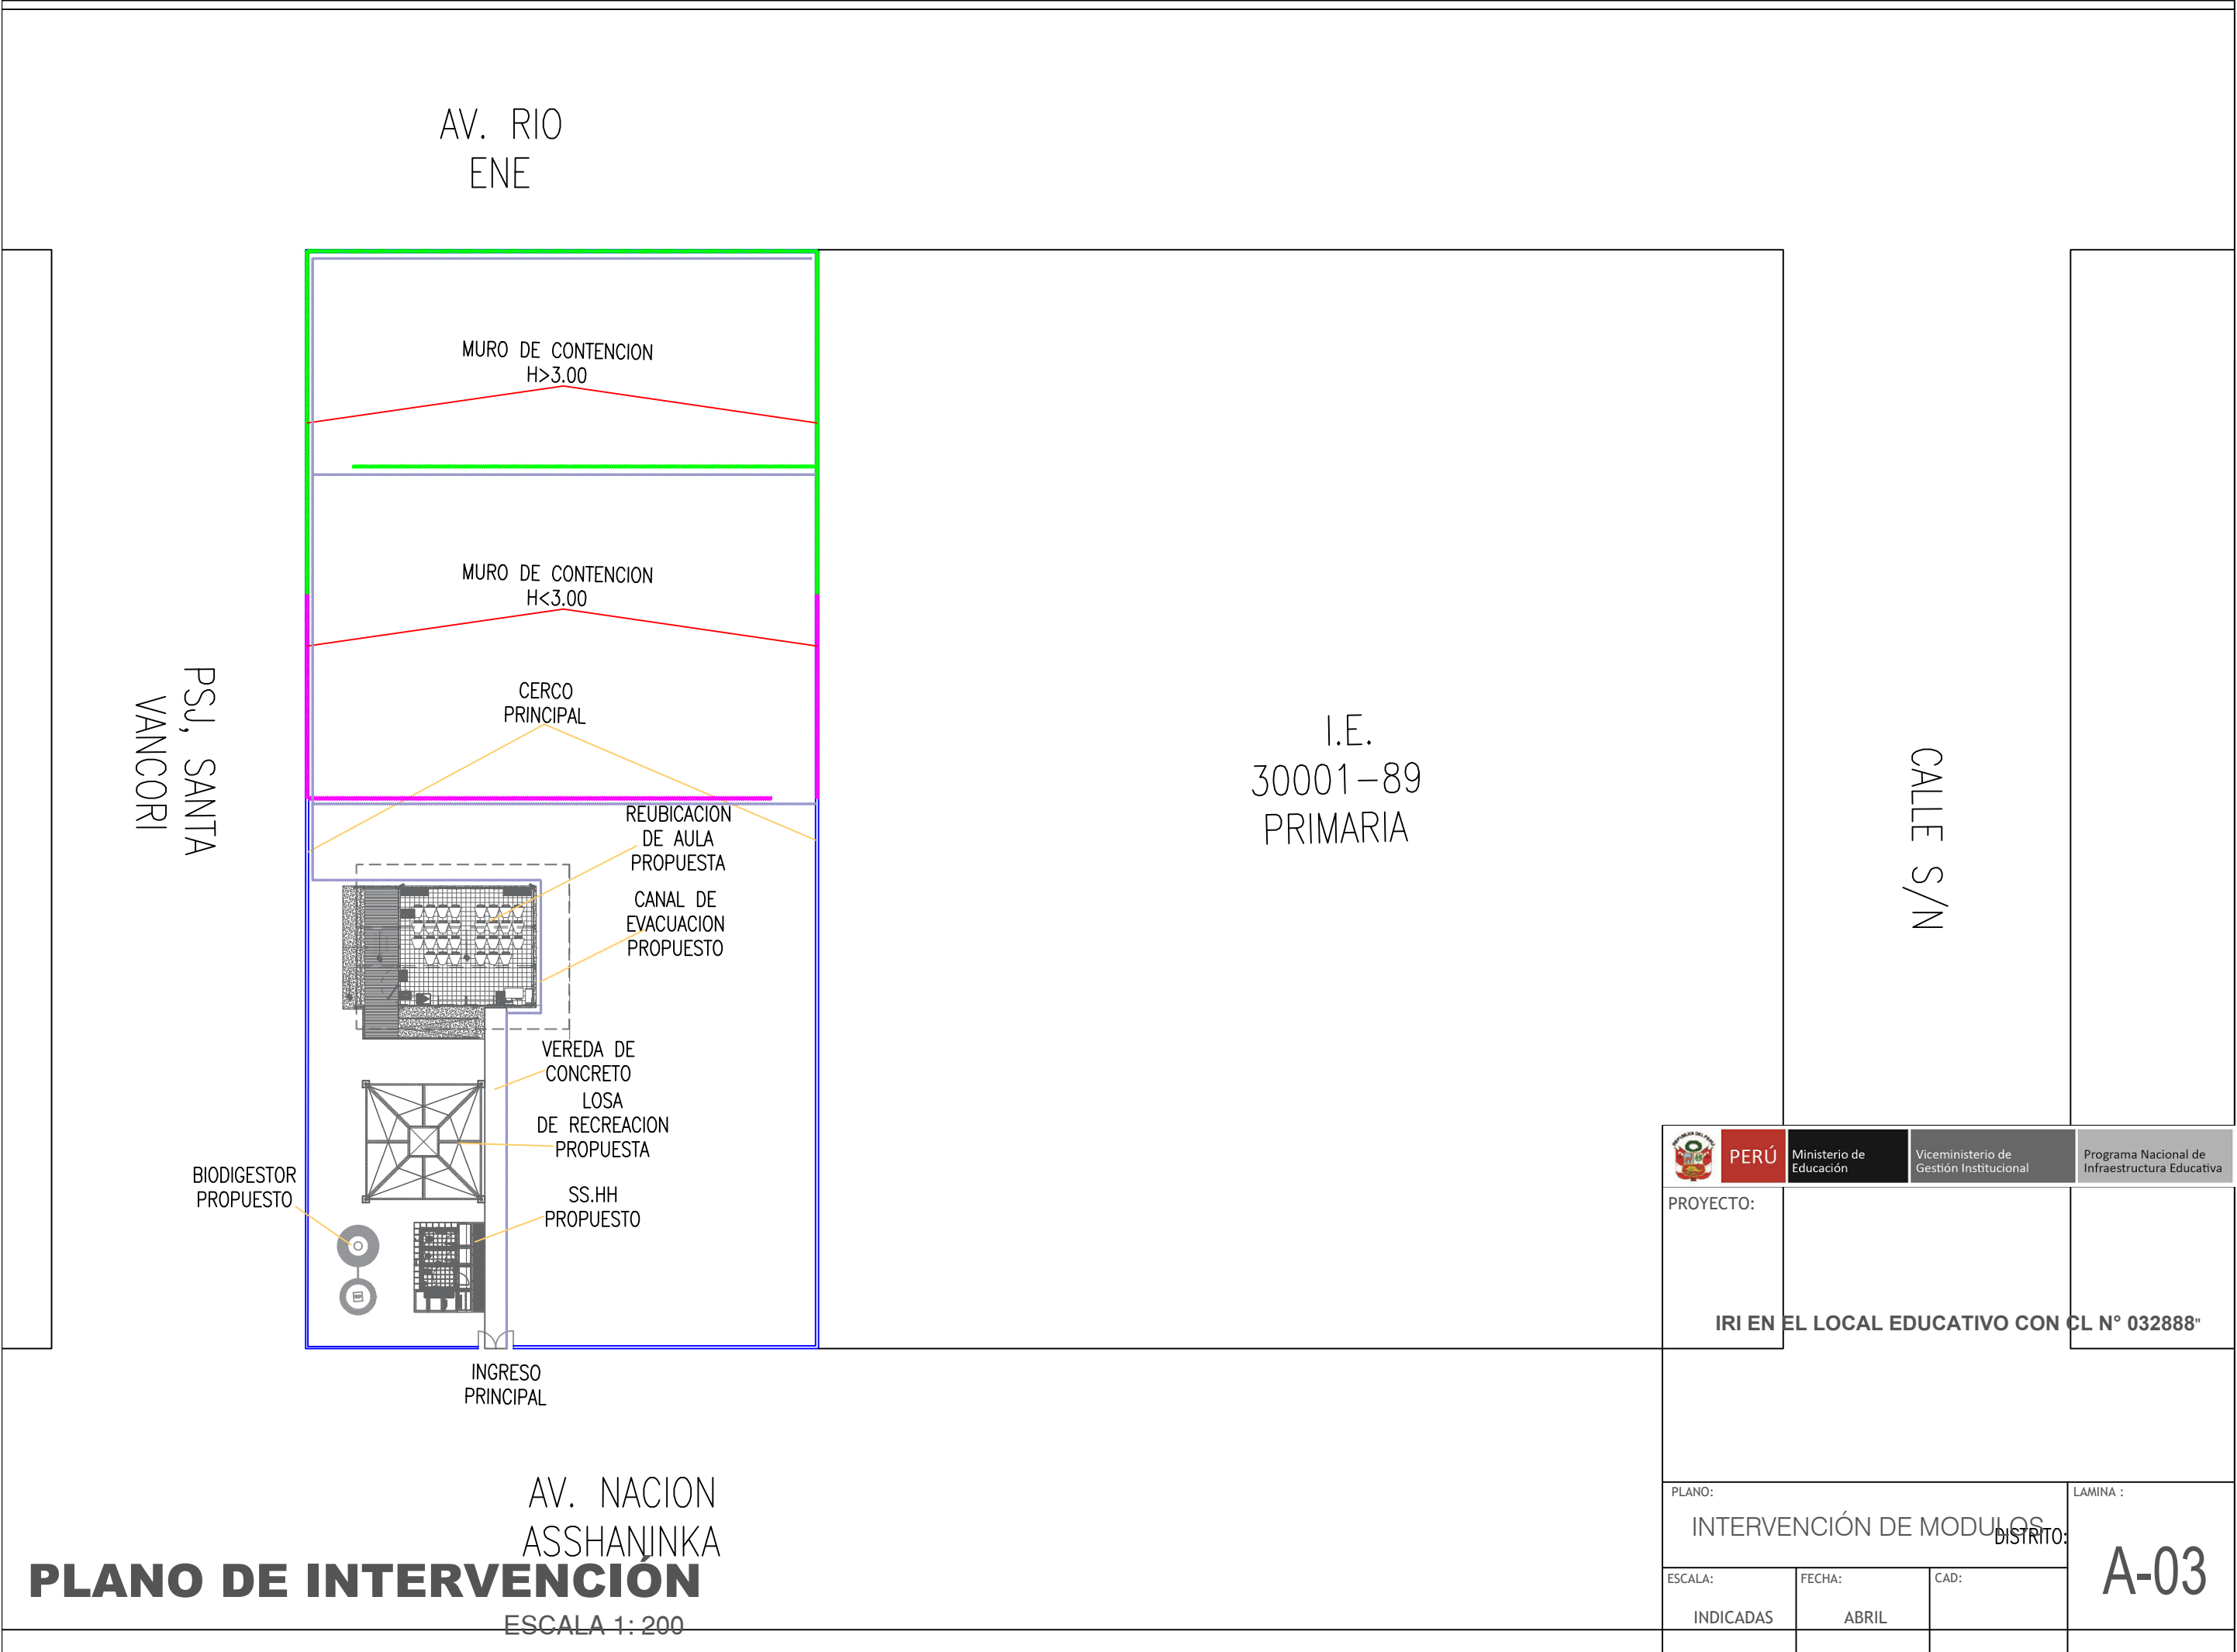 AV. RIO
ENE
MURO DE CONTENCION
H>3.00
MURO DE CONTENCION
H<3.00
CERCO
PRINCIPAL
PSJ, SANTA
VANCORI
REUBICACION
DE AULA
PROPUESTA
CANAL DE
EVACUACION
PROPUESTO
I.E.
30001-89
PRIMARIA
CALLE S/N
VEREDA DE
CONCRETO
LOSA
DE RECREACION
PROPUESTA
BIODIGESTOR
PROPUESTO
SS.HH
PROPUESTO
INGRESO
PRINCIPAL
AV. NACION
ASSHANINKA
PLANO DE INTERVENCIÓN
ESCALA 1: 200
PERÚ
Ministerio de
Educación
Viceministerio de
Gestión Institucional
Programa Nacional de
Infraestructura Educativa
PROYECTO:
IRI EN EL LOCAL EDUCATIVO CON CL N° 032888"
PLANO:
INTERVENCIÓN DE MODULOS
DISTRITO:
LAMINA :
A-03
ESCALA:
INDICADAS
FECHA:
ABRIL
CAD: